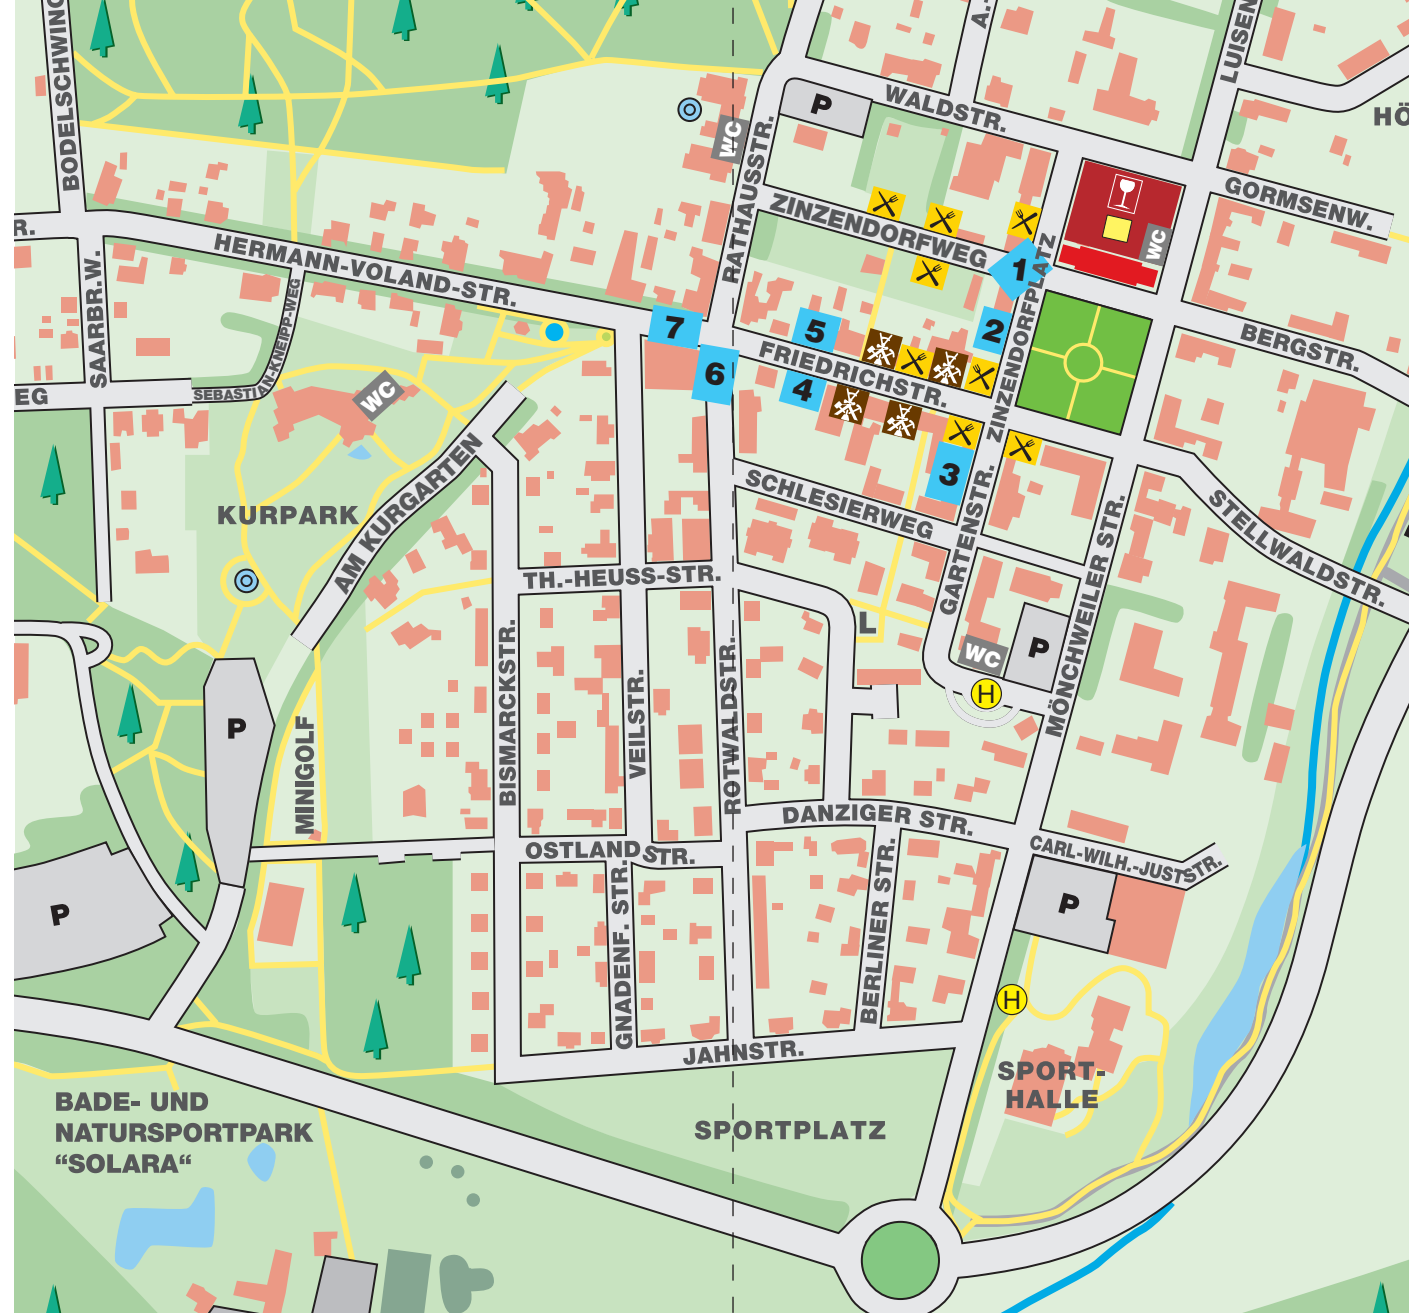 BODELSCHWING
A.
LUISEN
P
WALDSTR.
HÖ
WC
RATHAUSSTR.
GORMSENW.
ZINZENDORFWEG
WC
R.
HERMANN-VOLAND-STR.
1
ZINZENDORFPLATZ
SAARBR.W.
SEBASTIAN-KNEIPP-WEG
7
5
2
BERGSTR.
FRIEDRICHSTR.
6
4
EG
WC
3
SCHLESIERWEG
STELLWALDSTR.
KURPARK
AM KURGARTEN
GARTENSTR.
MÖNCHWEILER STR.
TH.-HEUSS-STR.
L
P
WC
H
P
MINIGOLF
BISMARCKSTR.
VEILSTR.
ROTWALDSTR.
DANZIGER STR.
OSTLANDSTR.
CARL-WILH.-JUSTSTR.
P
P
GNADENF. STR.
BERLINER STR.
H
JAHNSTR.
SPORT-
HALLE
BADE- UND
NATURSPORTPARK
“SOLARA“
SPORTPLATZ